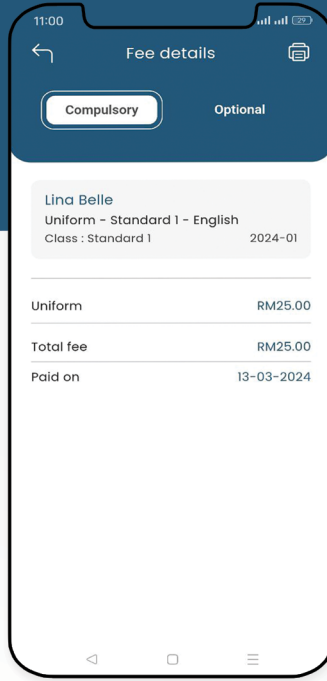 11:00 29
Fee details
Compulsory Optional
Lina Belle
Uniform - Standard 1 - English
Class : Standard 1 2024-01
Uniform RM25.00
Total fee RM25.00
Paid on 13-03-2024